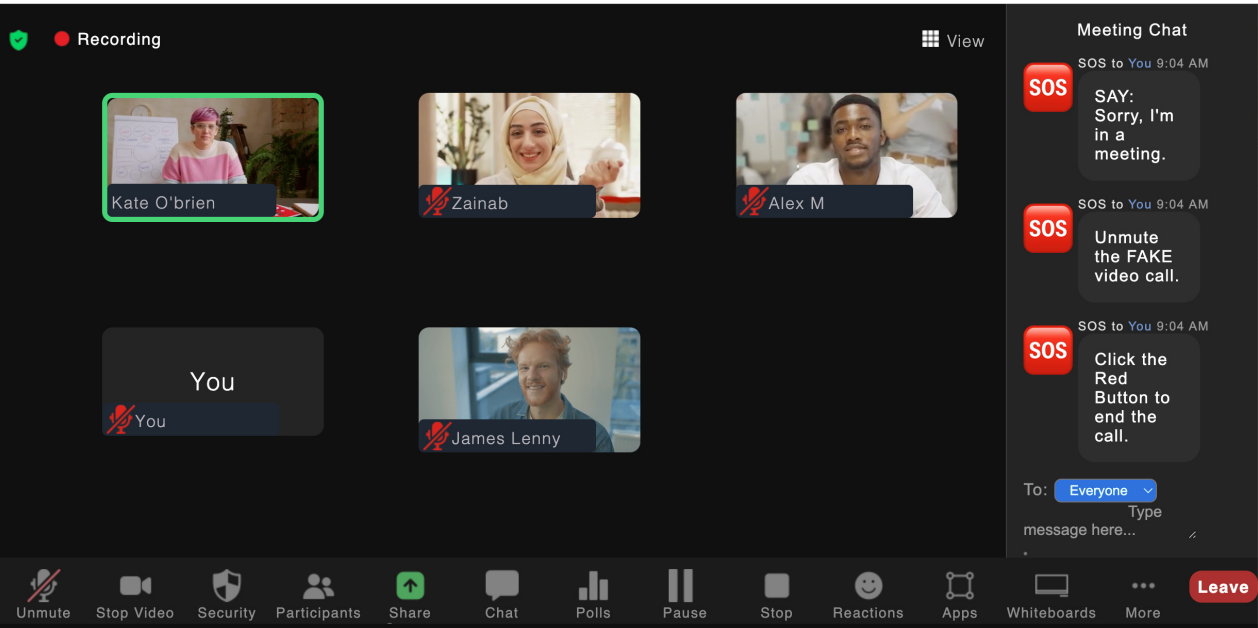 Recording
View
Kate O'brien
Zainab
Alex M
You
You
James Lenny
Meeting Chat
SOS to You 9:04 AM
SOS
SAY:
Sorry, I'm
in a
meeting.
SOS to You 9:04 AM
SOS
Unmute
the FAKE
video call.
SOS to You 9:04 AM
SOS
Click the
Red
Button to
end the
call.
To: Everyone
Type
message here...
Unmute
Stop Video
Security
Participants
Share
Chat
Polls
Pause
Stop
Reactions
Apps
Whiteboards
More
Leave